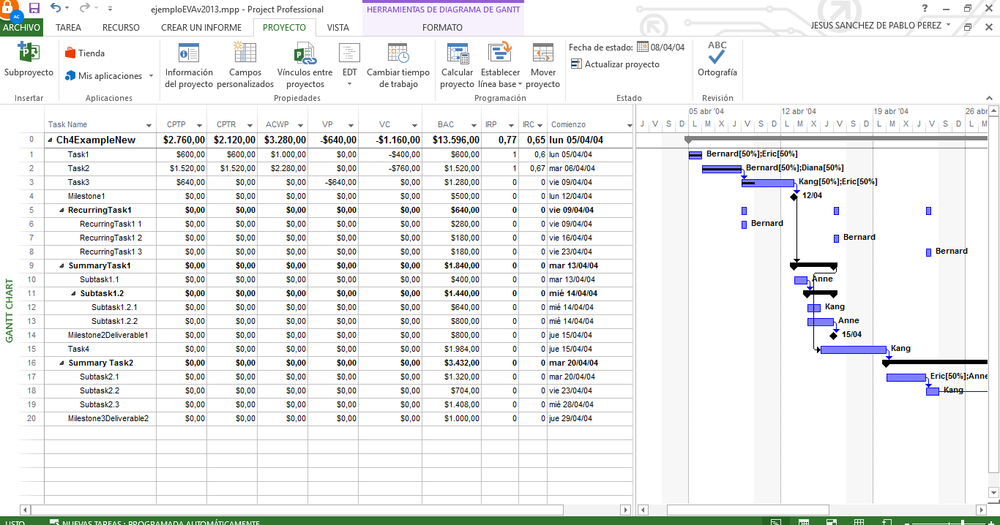 AC
ejemploEVAv2013.mpp - Project Professional
HERRAMIENTAS DE DIAGRAMA DE GANTT
?
ARCHIVO TAREA RECURSO CREAR UN INFORME PROYECTO VISTA FORMATO
JESUS SANCHEZ DE PABLO PEREZ
Subproyecto
Tienda
Mis aplicaciones
Información del proyecto
Campos personalizados
Vínculos entre proyectos
EDT
Cambiar tiempo de trabajo
Calcular proyecto
Establecer línea base
Mover proyecto
Fecha de estado: 08/04/04
Actualizar proyecto
ABC
Ortografía
Insertar Aplicaciones Propiedades Programación Estado Revisión
Task Name CPTP CPTR ACWP VP VC BAC IRP IRC Comienzo
0 Ch4ExampleNew $2.760,00 $2.120,00 $3.280,00 -$640,00 -$1.160,00 $13.596,00 0,77 0,65 lun 05/04/04
1 Task1 $600,00 $600,00 $1.000,00 $0,00 -$400,00 $600,00 1 0,6 lun 05/04/04
2 Task2 $1.520,00 $1.520,00 $2.280,00 $0,00 -$760,00 $1.520,00 1 0,67 mar 06/04/04
3 Task3 $640,00 $0,00 $0,00 -$640,00 $0,00 $1.280,00 0 0 vie 09/04/04
4 Milestone1 $0,00 $0,00 $0,00 $0,00 $0,00 $500,00 0 0 lun 12/04/04
5 RecurringTask1 $0,00 $0,00 $0,00 $0,00 $0,00 $640,00 0 0 vie 09/04/04
6 RecurringTask1 1 $0,00 $0,00 $0,00 $0,00 $0,00 $280,00 0 0 vie 09/04/04
7 RecurringTask1 2 $0,00 $0,00 $0,00 $0,00 $0,00 $180,00 0 0 vie 16/04/04
8 RecurringTask1 3 $0,00 $0,00 $0,00 $0,00 $0,00 $180,00 0 0 vie 23/04/04
9 SummaryTask1 $0,00 $0,00 $0,00 $0,00 $0,00 $1.840,00 0 0 mar 13/04/04
10 Subtask1.1 $0,00 $0,00 $0,00 $0,00 $0,00 $400,00 0 0 mar 13/04/04
11 Subtask1.2 $0,00 $0,00 $0,00 $0,00 $0,00 $1.440,00 0 0 mié 14/04/04
12 Subtask1.2.1 $0,00 $0,00 $0,00 $0,00 $0,00 $640,00 0 0 mié 14/04/04
13 Subtask1.2.2 $0,00 $0,00 $0,00 $0,00 $0,00 $800,00 0 0 mié 14/04/04
14 Milestone2Deliverable1 $0,00 $0,00 $0,00 $0,00 $0,00 $800,00 0 0 jue 15/04/04
15 Task4 $0,00 $0,00 $0,00 $0,00 $0,00 $1.984,00 0 0 jue 15/04/04
16 Summary Task2 $0,00 $0,00 $0,00 $0,00 $0,00 $3.432,00 0 0 mar 20/04/04
17 Subtask2.1 $0,00 $0,00 $0,00 $0,00 $0,00 $1.320,00 0 0 mar 20/04/04
18 Subtask2.2 $0,00 $0,00 $0,00 $0,00 $0,00 $704,00 0 0 vie 23/04/04
19 Subtask2.3 $0,00 $0,00 $0,00 $0,00 $0,00 $1.408,00 0 0 mié 28/04/04
20 Milestone3Deliverable2 $0,00 $0,00 $0,00 $0,00 $0,00 $1.000,00 0 0 jue 29/04/04
GANTT CHART
05 abr '04 12 abr '04 19 abr '04 26 abr
J V S D L M X J V S D L M X J V S D L M X J V S D L M
Bernard[50%];Eric[50%]
Bernard[50%];Diana[50%]
Kang[50%];Eric[50%]
12/04
Bernard
Bernard
Bernard
Anne
Kang
Anne
15/04
Kang
Eric[50%];Anne
Kang
LISTO NUEVAS TAREAS : PROGRAMADA AUTOMÁTICAMENTE